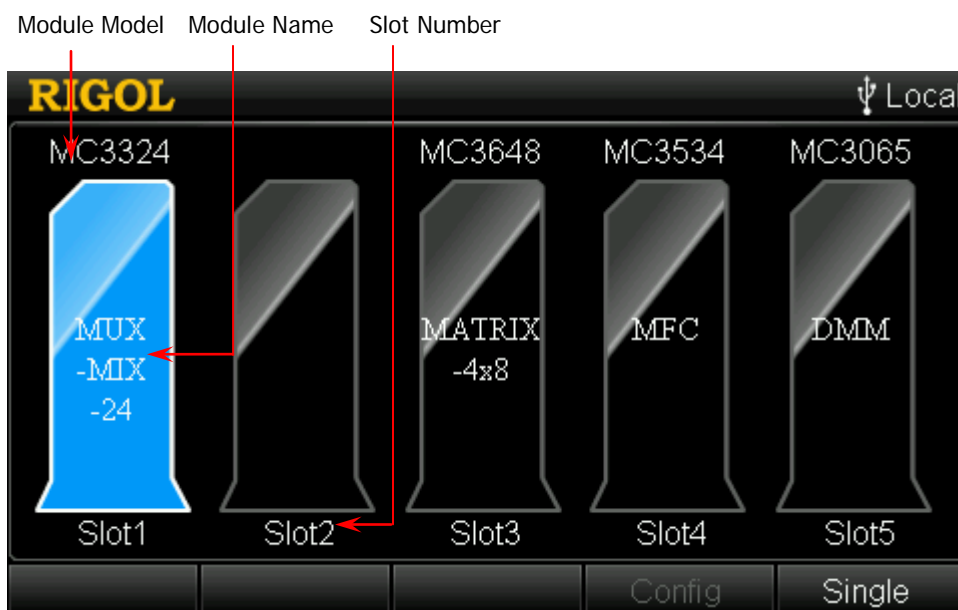 Module Model Module Name Slot Number
RIGOL Local
MC3324 MC3648 MC3534 MC3065
MUX
-MIX
-24
MATRIX
-4x8
MFC
DMM
Slot1 Slot2 Slot3 Slot4 Slot5
Config Single